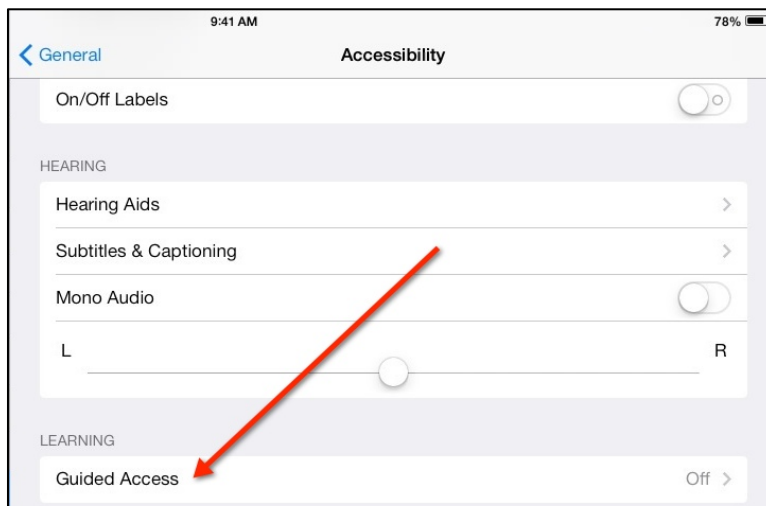 9:41 AM 78%
General Accessibility
On/Off Labels
HEARING
Hearing Aids
Subtitles & Captioning
Mono Audio
L R
LEARNING
Guided Access Off